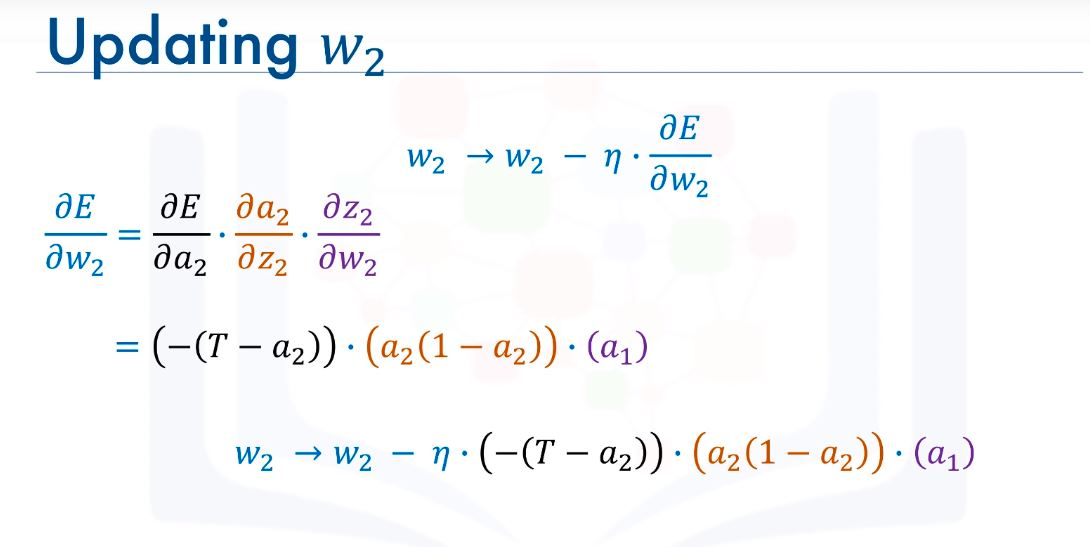 Updating w₂
w₂ → w₂ − η · ∂E/∂w₂
∂E/∂w₂ = ∂E/∂a₂ · ∂a₂/∂z₂ · ∂z₂/∂w₂
= (−(T − a₂)) · (a₂(1 − a₂)) · (a₁)
w₂ → w₂ − η · (−(T − a₂)) · (a₂(1 − a₂)) · (a₁)